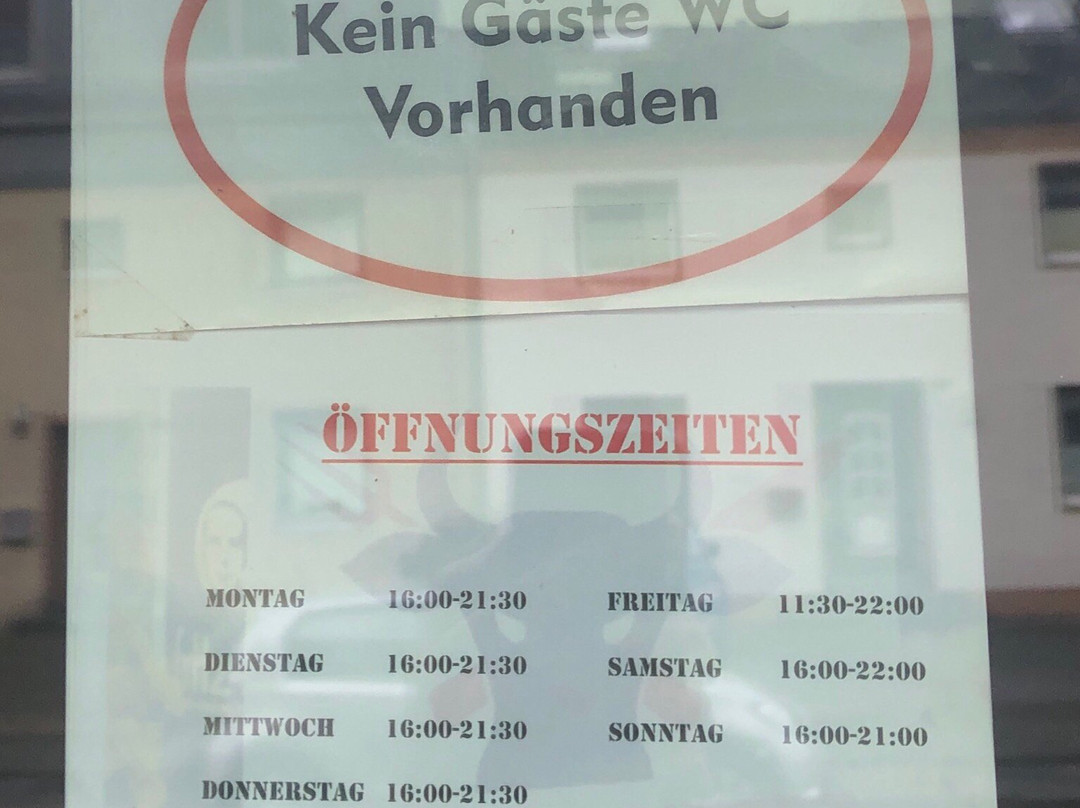 Kein Gäste WC
Vorhanden
ÖFFNUNGSZEITEN
MONTAG 16:00-21:30
DIENSTAG 16:00-21:30
MITTWOCH 16:00-21:30
DONNERSTAG 16:00-21:30
FREITAG 11:30-22:00
SAMSTAG 16:00-22:00
SONNTAG 16:00-21:00